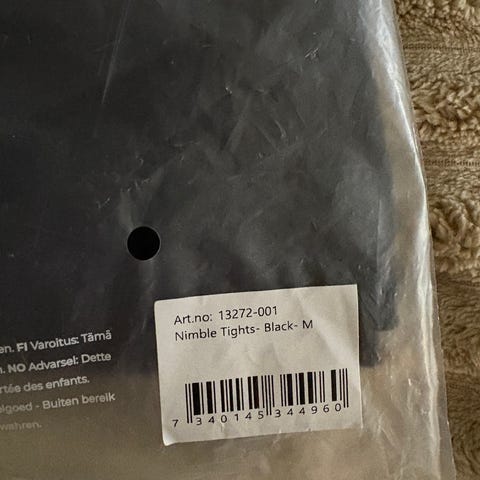 Art.no: 13272-001
Nimble Tights- Black- M
7 340145 344960
en. FI Varoitus: Tämä
n. NO Advarsel: Dette
rtée des enfants.
elgoed - Buiten bereik
ewahren.